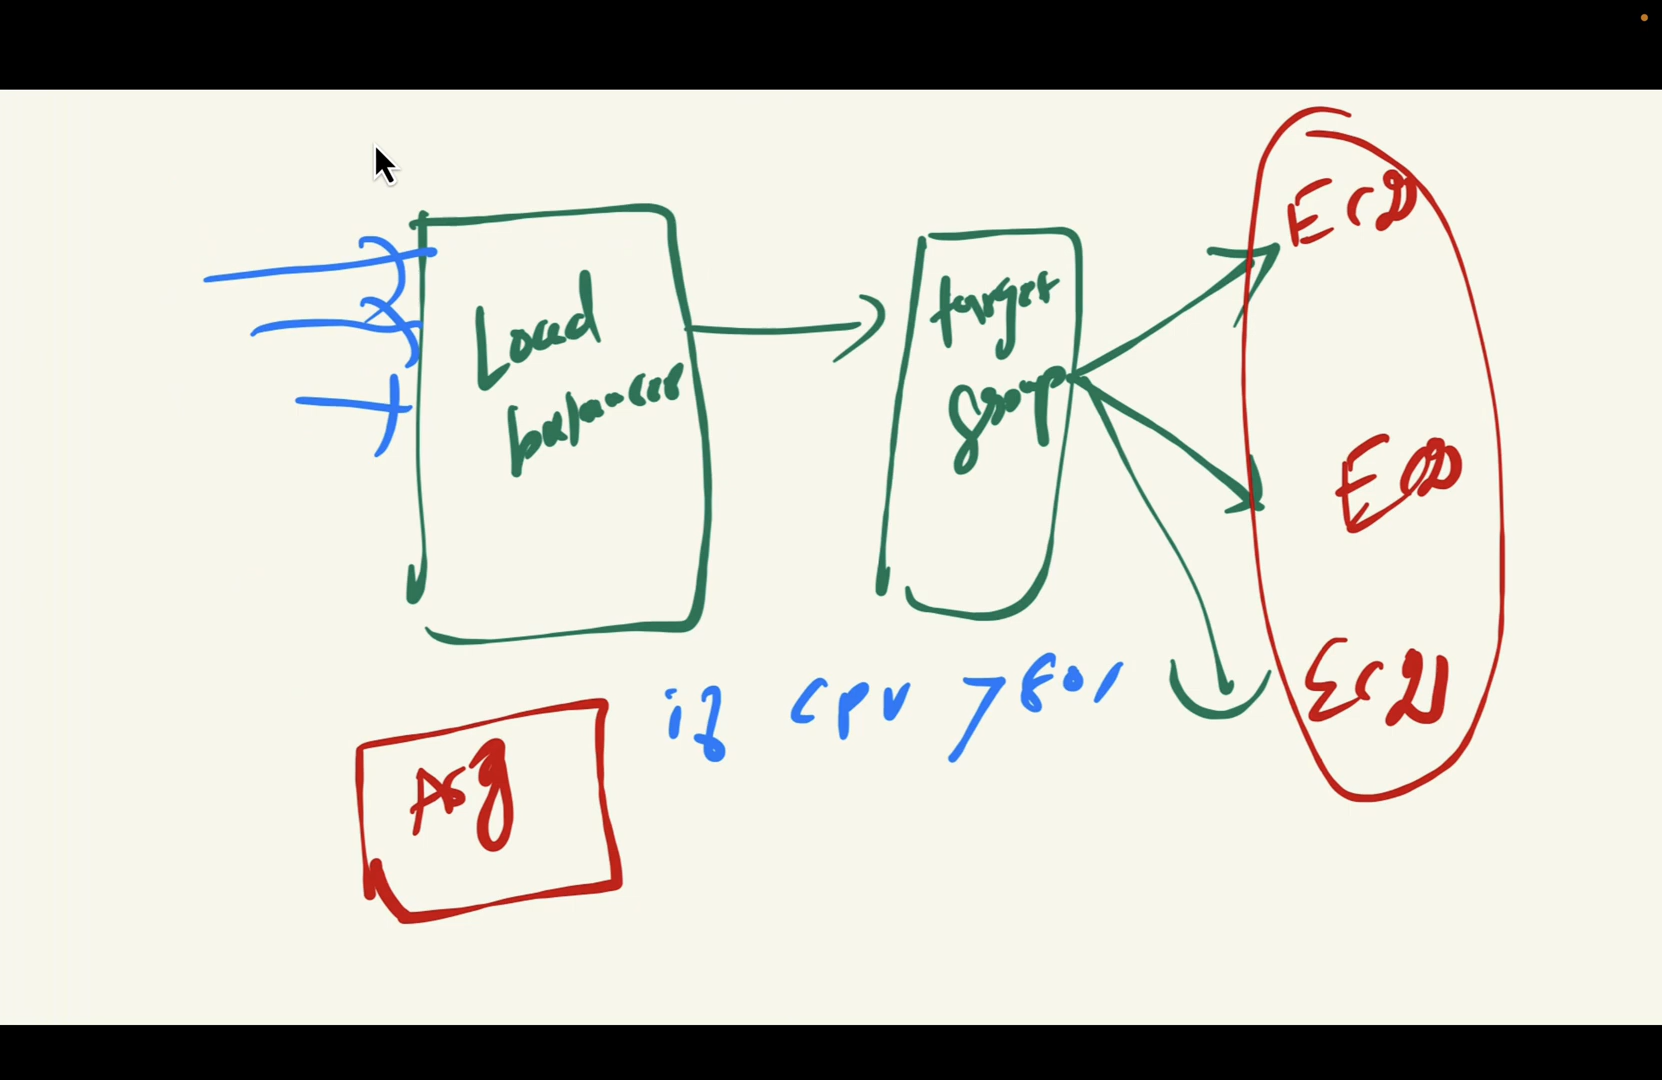 Load
balancer
target
group
EC2
EC2
EC2
if cpu > 80%
Asg